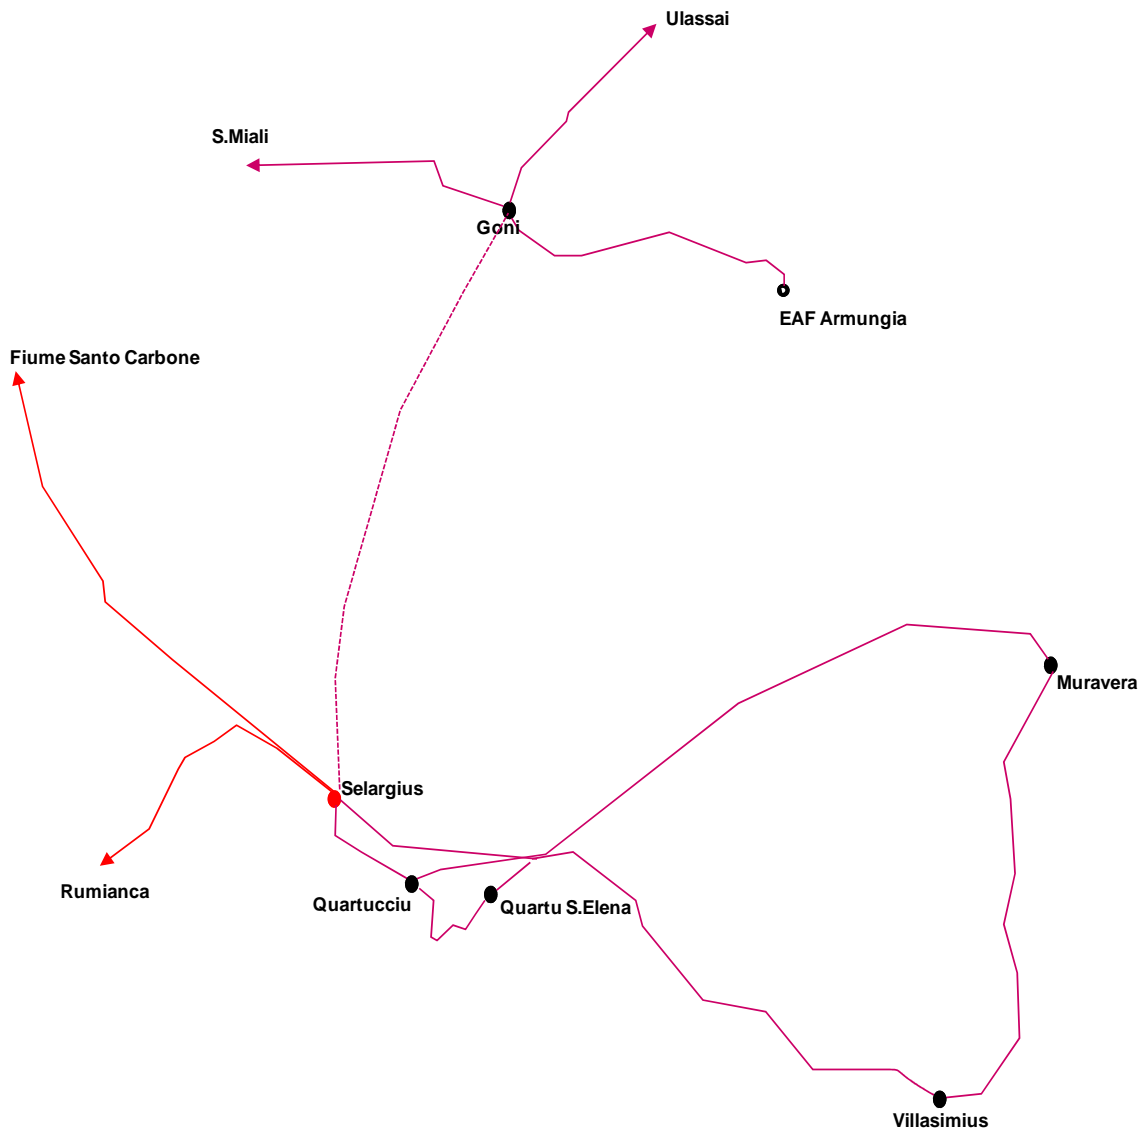 Ulassai
S.Miali
Goni
EAF Armungia
Fiume Santo Carbone
Muravera
Selargius
Rumianca
Quartucciu
Quartu S.Elena
Villasimius